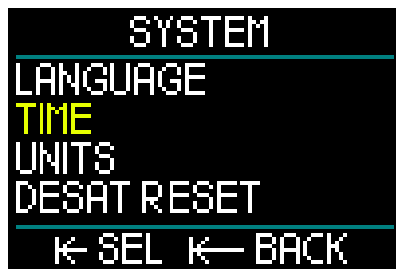 SYSTEM
LANGUAGE
TIME
UNITS
DESAT RESET
SEL BACK